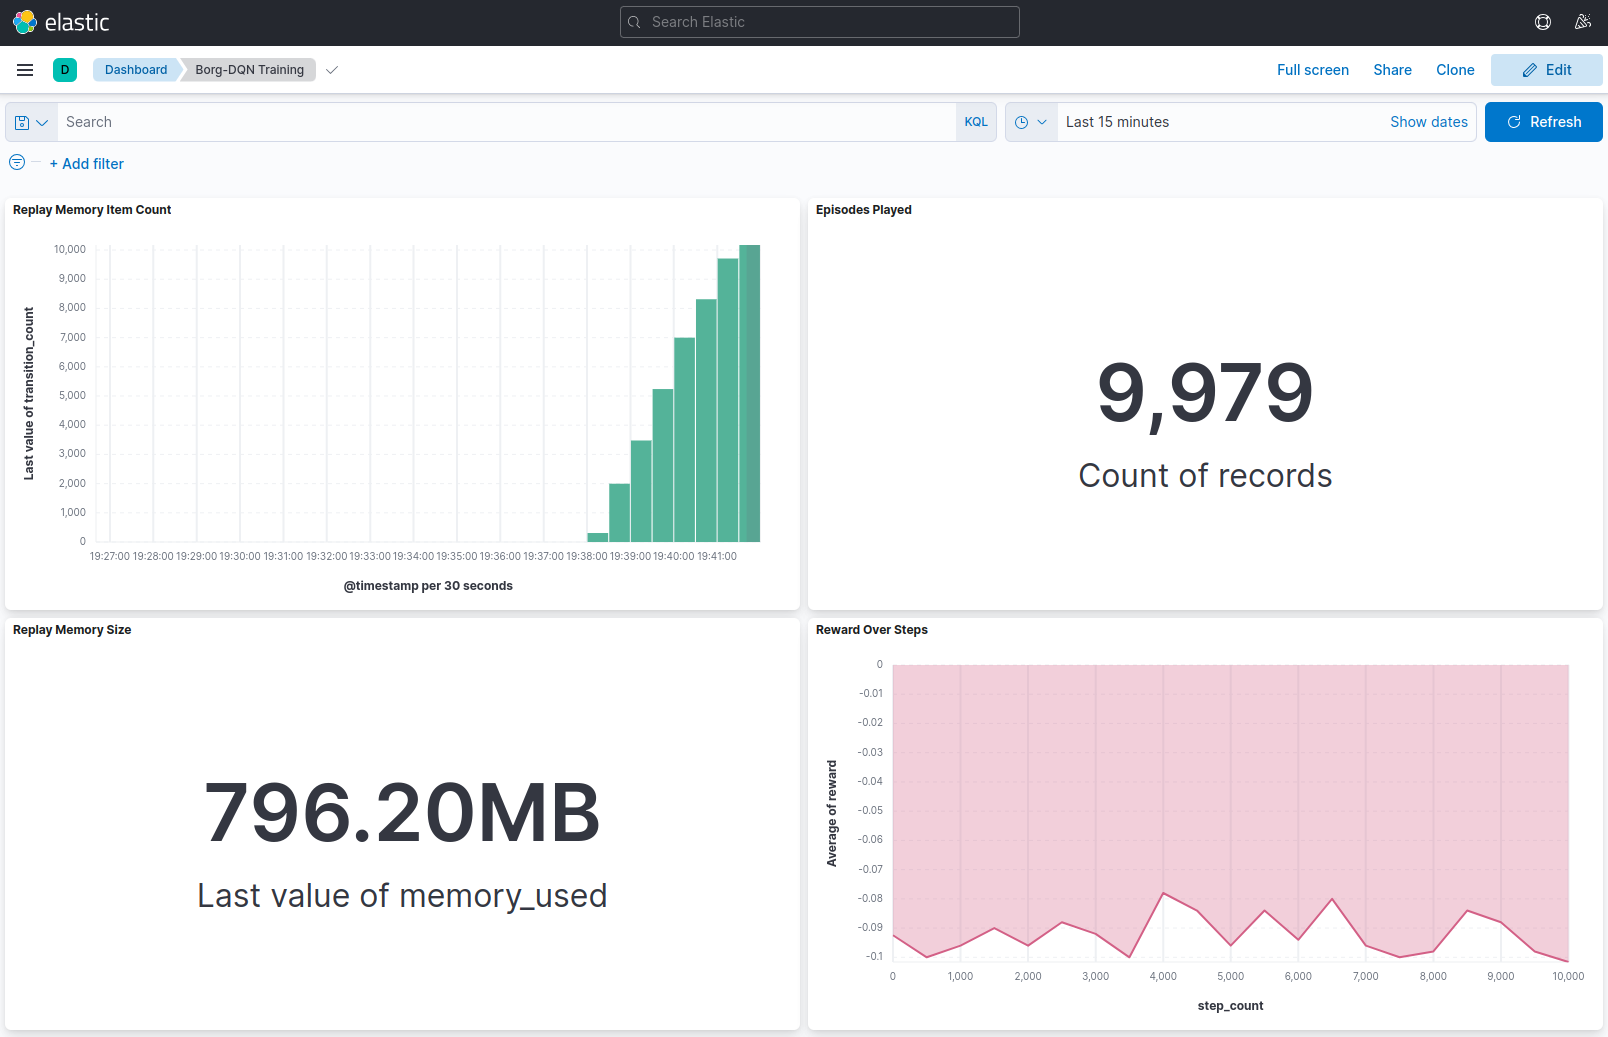 elastic
Search Elastic
D
Dashboard
Borg-DQN Training
Full screen
Share
Clone
Edit
Search
KQL
Last 15 minutes
Show dates
Refresh
+ Add filter
Replay Memory Item Count
10,000
9,000
8,000
7,000
6,000
5,000
4,000
3,000
2,000
1,000
0
Last value of transition_count
19:27:00 19:28:00 19:29:00 19:30:00 19:31:00 19:32:00 19:33:00 19:34:00 19:35:00 19:36:00 19:37:00 19:38:00 19:39:00 19:40:00 19:41:00
@timestamp per 30 seconds
Episodes Played
9,979
Count of records
Replay Memory Size
796.20MB
Last value of memory_used
Reward Over Steps
0
-0.01
-0.02
-0.03
-0.04
-0.05
-0.06
-0.07
-0.08
-0.09
-0.1
Average of reward
0 1,000 2,000 3,000 4,000 5,000 6,000 7,000 8,000 9,000 10,000
step_count